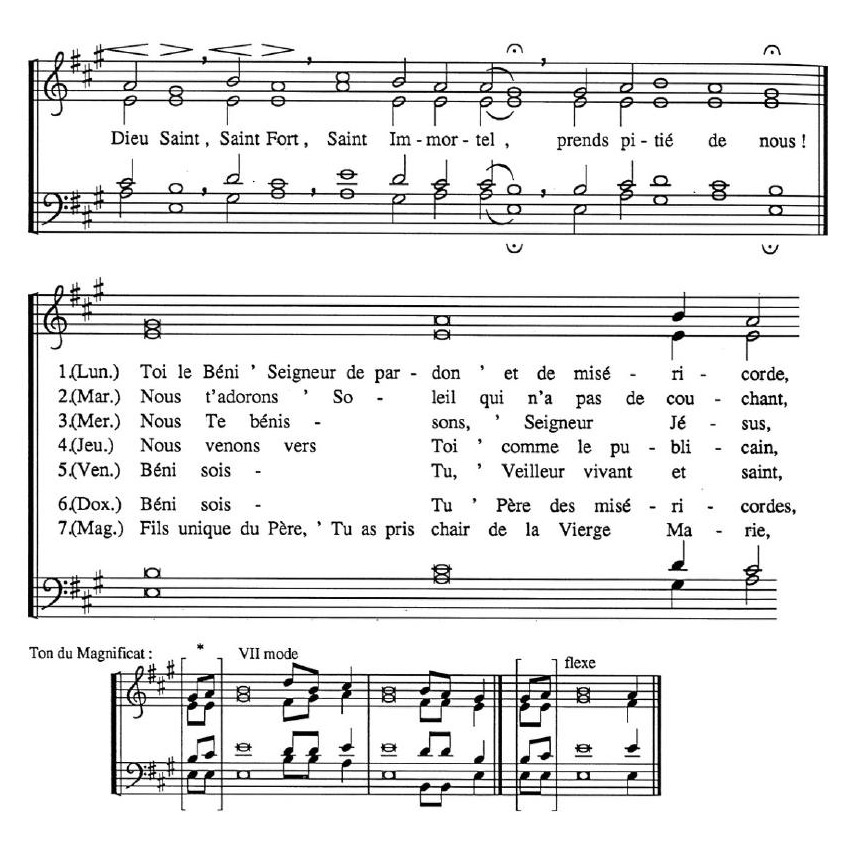 Dieu Saint, Saint Fort, Saint Im-mor-tel, prends pi-tié de nous!
1.(Lun.) Toi le Béni ' Seigneur de par - don ' et de misé - ri - corde,
2.(Mar.) Nous t'adorons ' So - leil qui n'a pas de cou - chant,
3.(Mer.) Nous Te bénis - sons, ' Seigneur Jé - sus,
4.(Jeu.) Nous venons vers Toi ' comme le pu - bli - cain,
5.(Ven.) Béni sois - Tu, ' Veilleur vivant et saint,
6.(Dox.) Béni sois - Tu ' Père des misé - ri - cordes,
7.(Mag.) Fils unique du Père, ' Tu as pris chair de la Vierge Ma - rie,
Ton du Magnificat : * VII mode flexe